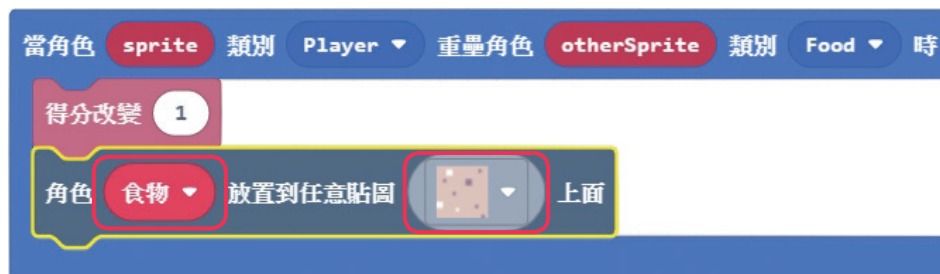 當角色 sprite 類別 Player 重疊角色 otherSprite 類別 Food 時
得分改變 1
角色 食物 放置到任意貼圖 上面